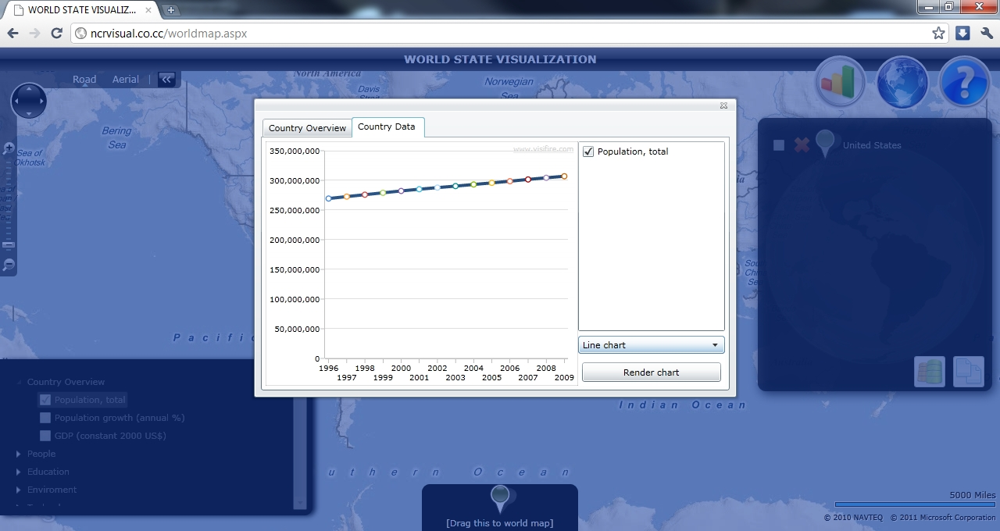 WORLD STATE VISUALIZ...
ncrvisual.co.cc/worldmap.aspx
WORLD STATE VISUALIZATION
Road Aerial | «
North America
Davis
Strait
Norwegian
Sea
Bering
Sea
Sea of
Okhotsk
Country Overview
Country Data
www.visifire.com
350,000,000
300,000,000
250,000,000
200,000,000
150,000,000
100,000,000
50,000,000
0
1996 1998 2000 2002 2004 2006 2008
1997 1999 2001 2003 2005 2007 2009
Population, total
Line chart
Render chart
United States
Pacific
Indian Ocean
Country Overview
Population, total
Population growth (annual %)
GDP (constant 2000 US$)
People
Education
Enviroment
uthern Ocean
[Drag this to world map]
5000 Miles
© 2010 NAVTEQ © 2011 Microsoft Corporation